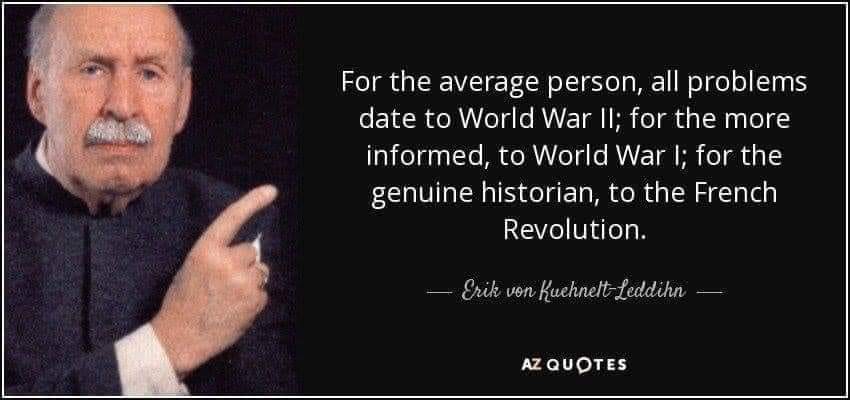 For the average person, all problems
date to World War II; for the more
informed, to World War I; for the
genuine historian, to the French
Revolution.
Erik von Kuehnelt-Leddihn
AZ QUOTES